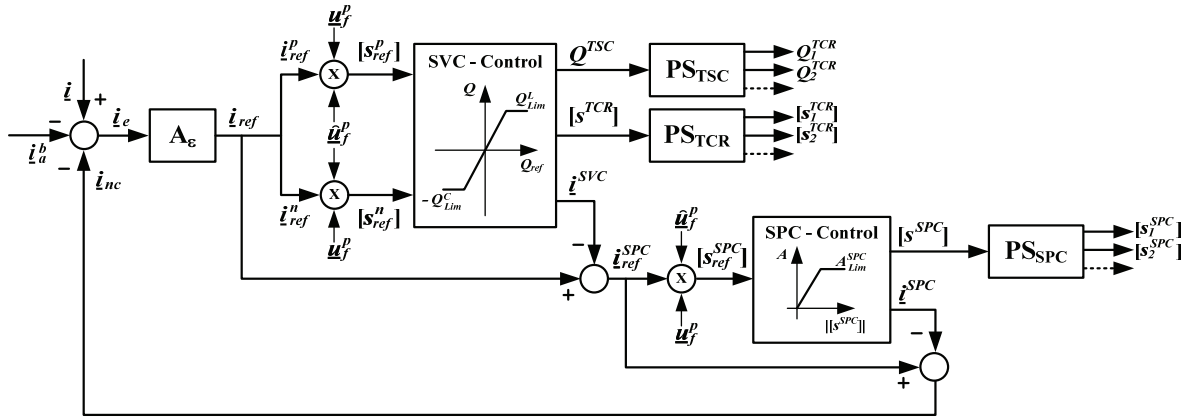 u_f^p
i_ref^p
[s_ref^p]
x
SVC - Control
Q
Q_Lim^L
Q_ref
- Q_Lim^C
Q^TSC
PS_TSC
Q_1^TCR
Q_2^TCR
i
+
−
i_a^b
−
i_e
A_ε
i_ref
û_f^p
[s^TCR]
PS_TCR
[s_1^TCR]
[s_2^TCR]
i_nc
x
i_ref^n
[s_ref^n]
u_f^p
i^SVC
−
+
i_ref^SPC
û_f^p
x
[s_ref^SPC]
u_f^p
SPC - Control
A
A_Lim^SPC
||s^SPC||
[s^SPC]
PS_SPC
[s_1^SPC]
[s_2^SPC]
i^SPC
−
+